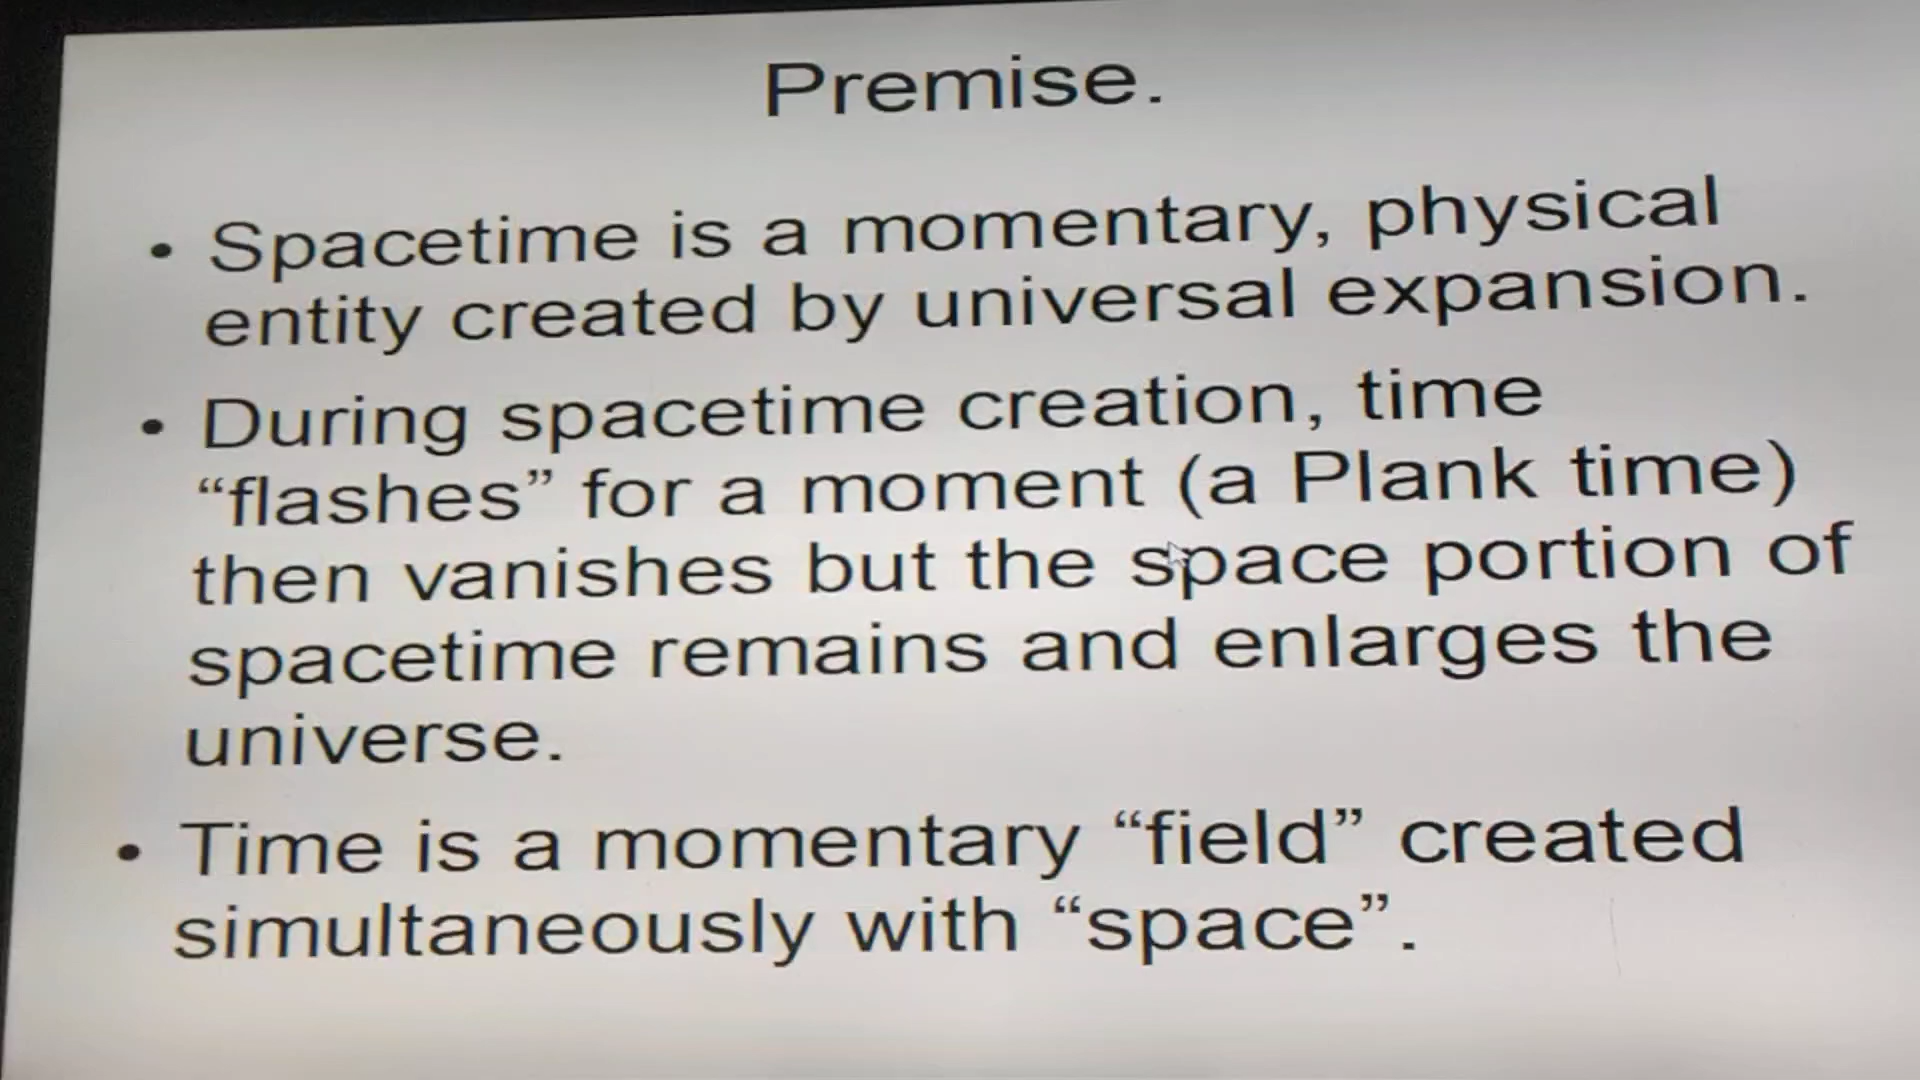 Premise.
• Spacetime is a momentary, physical
entity created by universal expansion.
• During spacetime creation, time
“flashes” for a moment (a Plank time)
then vanishes but the space portion of
spacetime remains and enlarges the
universe.
• Time is a momentary “field” created
simultaneously with “space”.